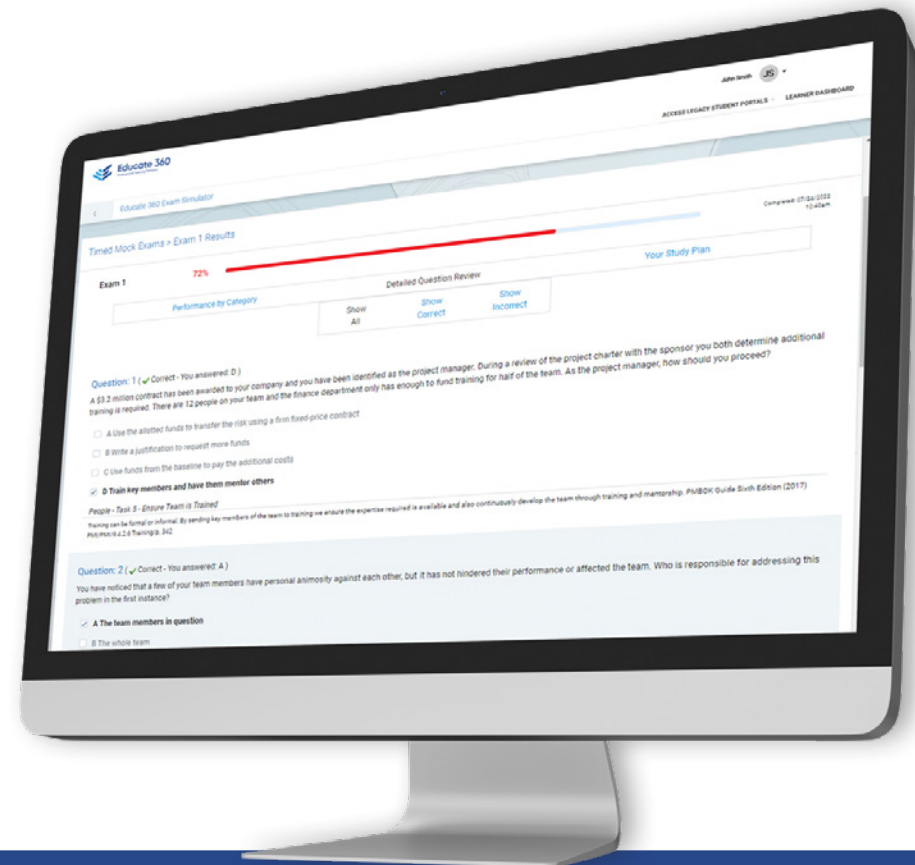 John Smith JS
ACCESS LEGACY STUDENT PORTALS LEARNER DASHBOARD
Educate 360
< Educate 360 Exam Simulator
Timed Mock Exams > Exam 1 Results
Completed: 07/24/2022
10:40am
Exam 1 72%
Performance by Category
Detailed Question Review
Your Study Plan
Show
All
Show
Correct
Show
Incorrect
Question: 1 ( ✓ Correct - You answered: D )
A $3.2 million contract has been awarded to your company and you have been identified as the project manager. During a review of the project charter with the sponsor you both determine additional
training is required. There are 12 people on your team and the finance department only has enough to fund training for half of the team. As the project manager, how should you proceed?
A Use the allotted funds to transfer the risk using a firm fixed-price contract
B Write a justification to request more funds
C Use funds from the baseline to pay the additional costs
D Train key members and have them mentor others
People - Task 5 - Ensure Team is Trained
Training can be formal or informal. By sending key members of the team to training we ensure the expertise required is available and also continuously develop the team through training and mentorship. PMBOK Guide Sixth Edition (2017)
PMI/PMI/9.4.2.6 Training/p. 342
Question: 2 ( ✓ Correct - You answered: A )
You have noticed that a few of your team members have personal animosity against each other, but it has not hindered their performance or affected the team. Who is responsible for addressing this
problem in the first instance?
A The team members in question
B The whole team